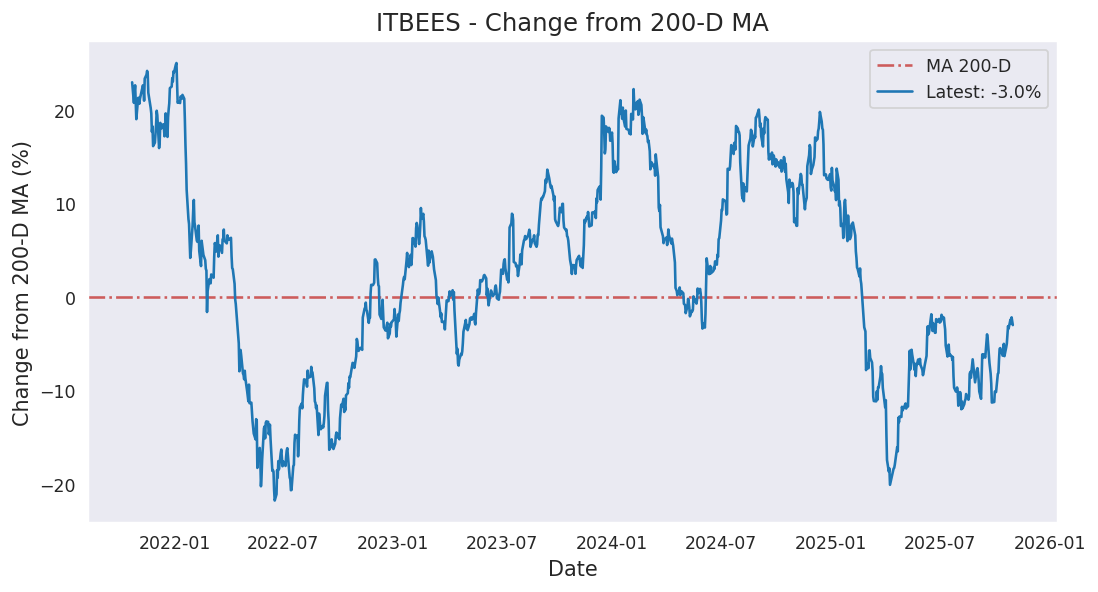 ITBEES - Change from 200-D MA
MA 200-D
Latest: -3.0%
Change from 200-D MA (%)
20
10
0
−10
−20
2022-01 2022-07 2023-01 2023-07 2024-01 2024-07 2025-01 2025-07 2026-01
Date